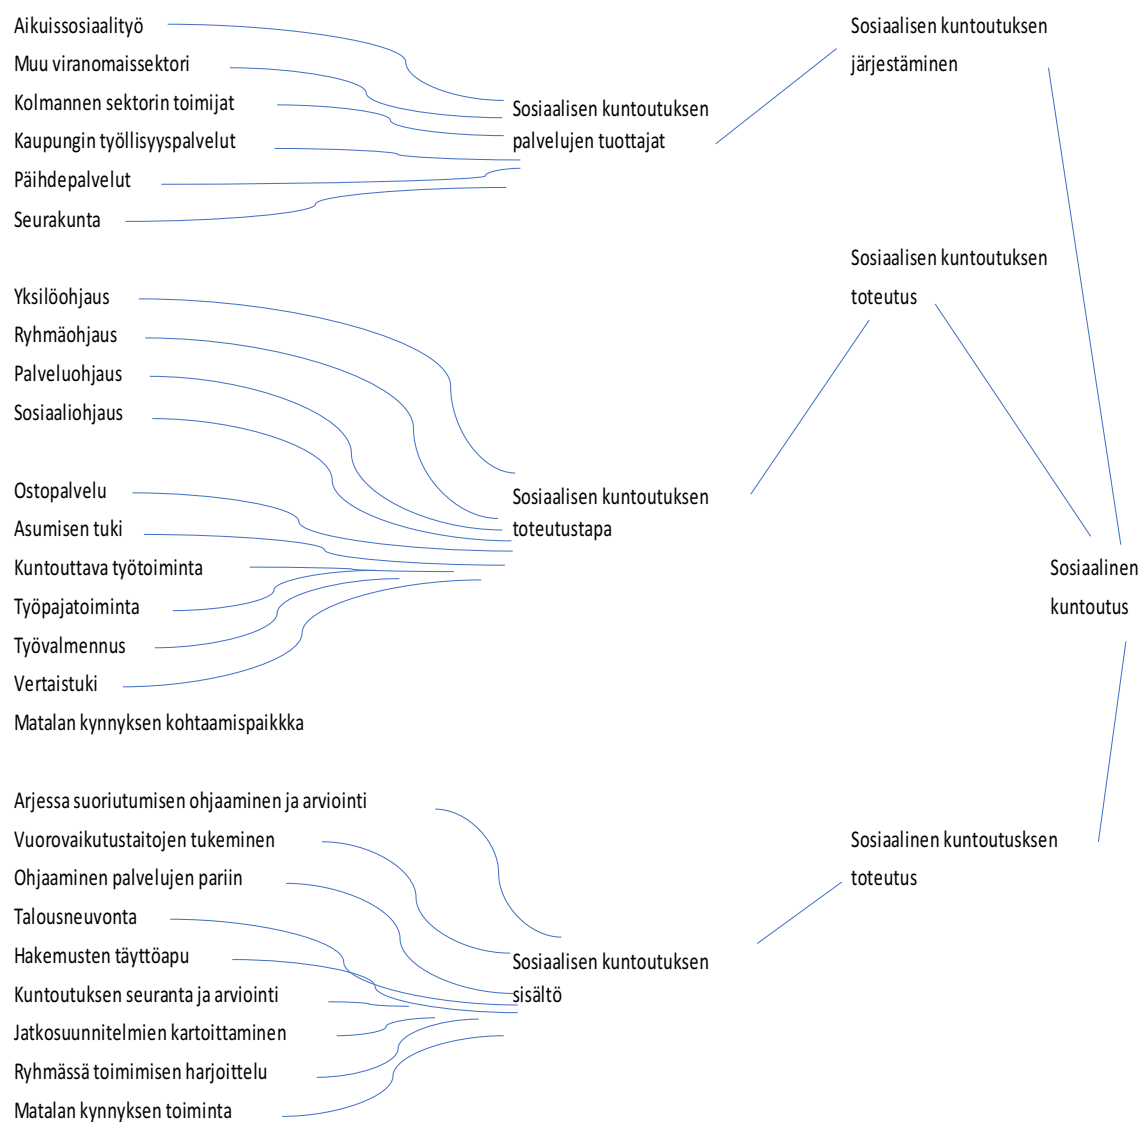 Aikuissosiaalityö
Muu viranomaissektori
Kolmannen sektorin toimijat
Kaupungin työllisyyspalvelut
Päihdepalvelut
Seurakunta
Yksilöohjaus
Ryhmäohjaus
Palveluohjaus
Sosiaaliohjaus
Ostopalvelu
Asumisen tuki
Kuntouttava työtoiminta
Työpajatoiminta
Työvalmennus
Vertaistuki
Matalan kynnyksen kohtaamispaikkka
Arjessa suoriutumisen ohjaaminen ja arviointi
Vuorovaikutustaitojen tukeminen
Ohjaaminen palvelujen pariin
Talousneuvonta
Hakemusten täyttöapu
Kuntoutuksen seuranta ja arviointi
Jatkosuunnitelmien kartoittaminen
Ryhmässä toimimisen harjoittelu
Matalan kynnyksen toiminta
Sosiaalisen kuntoutuksen
palvelujen tuottajat
Sosiaalisen kuntoutuksen
toteutustapa
Sosiaalisen kuntoutuksen
sisältö
Sosiaalisen kuntoutuksen
järjestäminen
Sosiaalisen kuntoutuksen
toteutus
Sosiaalinen kuntoutusksen
toteutus
Sosiaalinen
kuntoutus